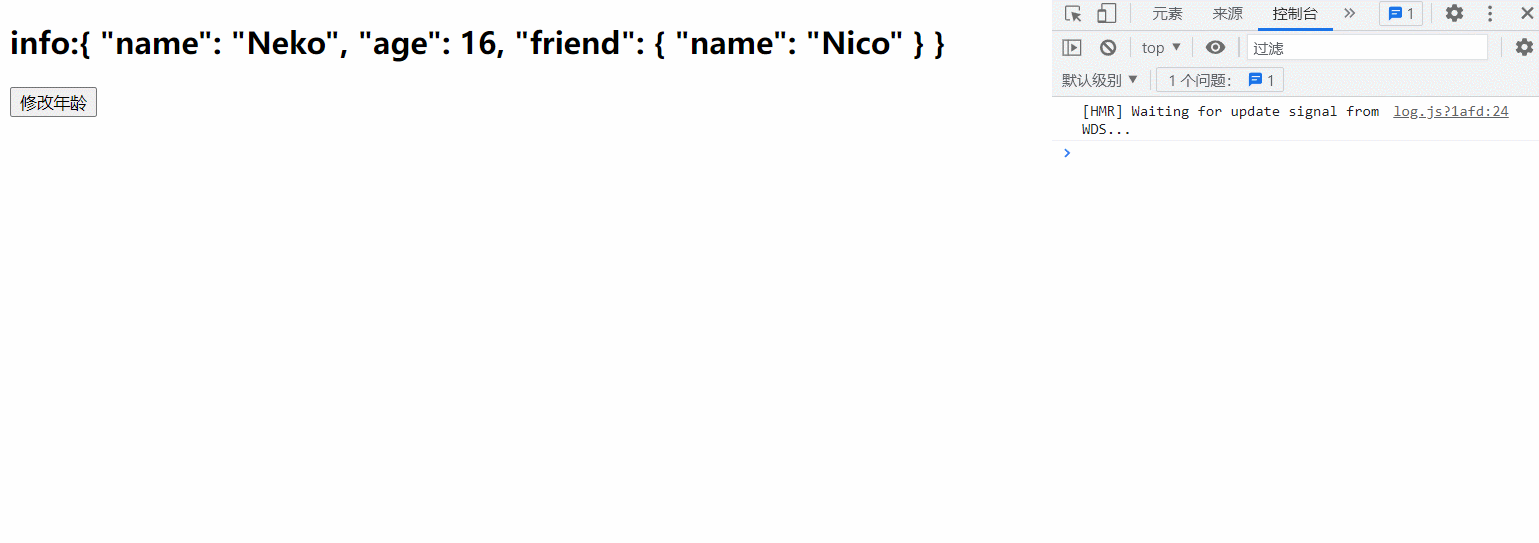 info:{ "name": "Neko", "age": 16, "friend": { "name": "Nico" } }
修改年龄
元素 来源 控制台 » 1
top ▼ 过滤
默认级别 ▼ 1 个问题: 1
[HMR] Waiting for update signal from log.js?1afd:24
WDS...